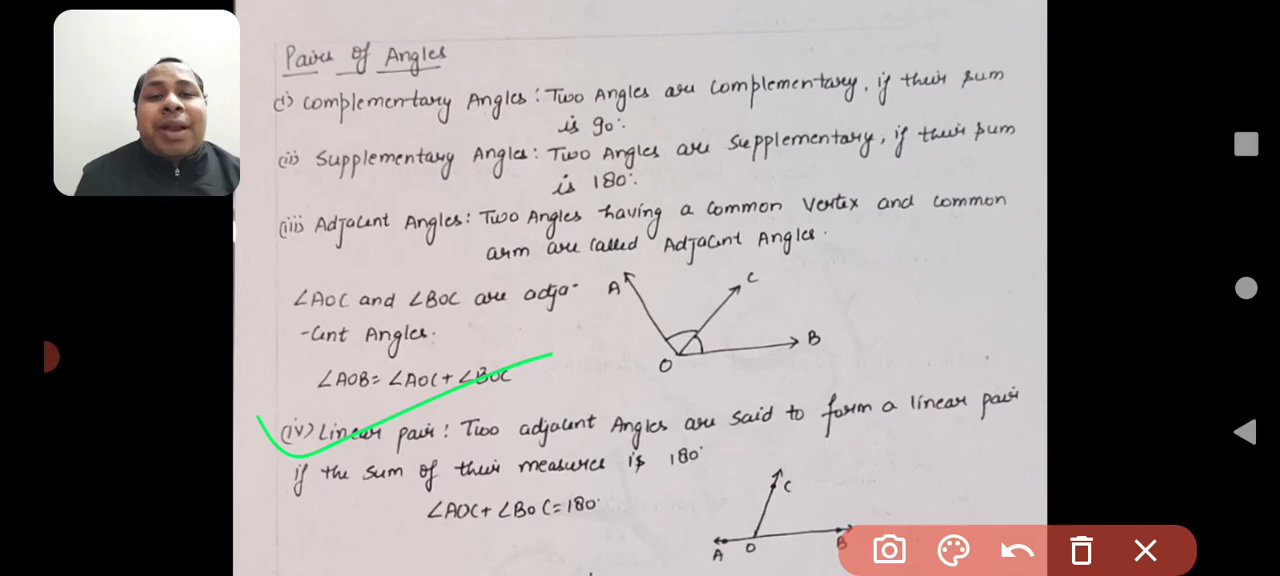 Pairs of Angles
(i) Complementary Angles: Two Angles are complementary, if their sum
is 90°.
(ii) Supplementary Angles: Two Angles are supplementary, if their sum
is 180°.
(iii) Adjacent Angles: Two Angles having a common Vertex and common
arm are called Adjacent Angles.
∠AOC and ∠BOC are adja-
-cent Angles.
A
C
B
O
∠AOB = ∠AOC + ∠BOC
(iv) Linear pair: Two adjacent Angles are said to form a linear pair
if the sum of their measures is 180°
∠AOC + ∠BOC = 180°
C
A O B